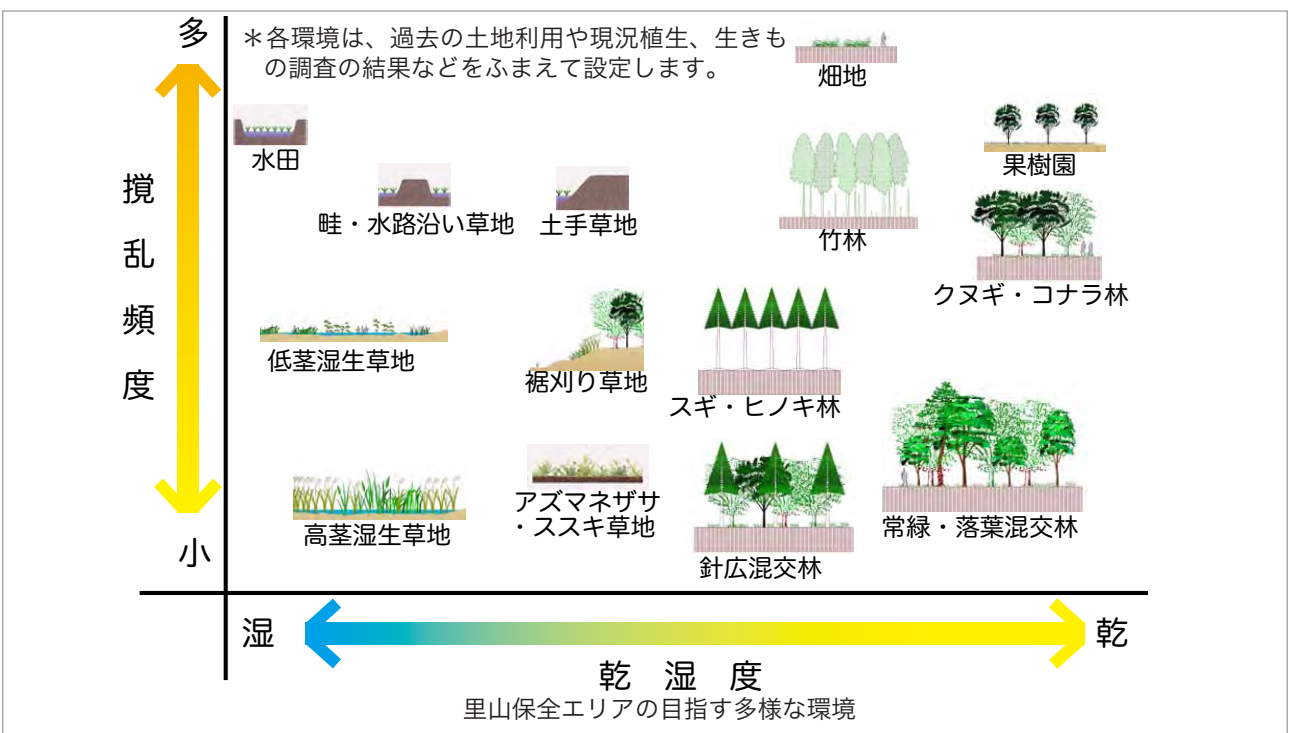 多
＊各環境は、過去の土地利用や現況植生、生きも
の調査の結果などをふまえて設定します。
畑地
水田
果樹園
畦・水路沿い草地
土手草地
竹林
クヌギ・コナラ林
撹乱頻度
低茎湿生草地
裾刈り草地
スギ・ヒノキ林
高茎湿生草地
アズマネザサ
・ススキ草地
針広混交林
常緑・落葉混交林
小
湿
乾
乾湿度
里山保全エリアの目指す多様な環境